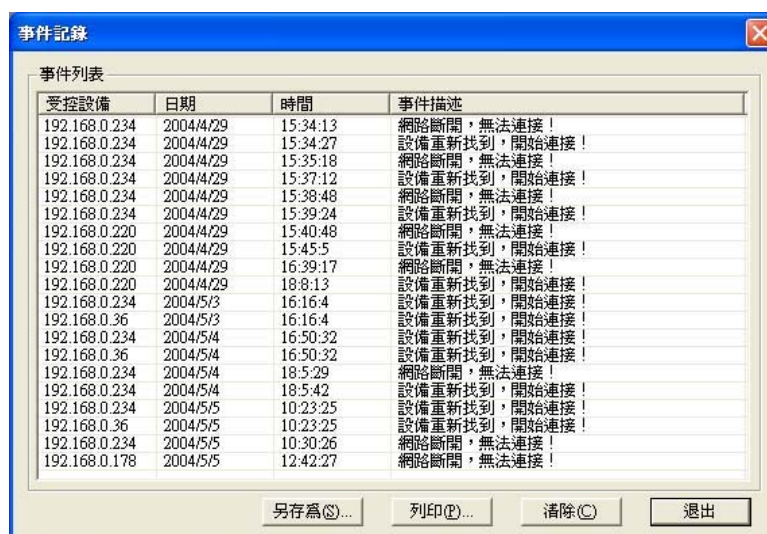 事件記錄
事件列表
受控設備 日期 時間 事件描述
192.168.0.234 2004/4/29 15:34:13 網路斷開，無法連接！
192.168.0.234 2004/4/29 15:34:27 設備重新找到，開始連接！
192.168.0.234 2004/4/29 15:35:18 網路斷開，無法連接！
192.168.0.234 2004/4/29 15:37:12 設備重新找到，開始連接！
192.168.0.234 2004/4/29 15:38:48 網路斷開，無法連接！
192.168.0.234 2004/4/29 15:39:24 設備重新找到，開始連接！
192.168.0.220 2004/4/29 15:40:48 網路斷開，無法連接！
192.168.0.220 2004/4/29 15:45:5 設備重新找到，開始連接！
192.168.0.220 2004/4/29 16:39:17 網路斷開，無法連接！
192.168.0.220 2004/4/29 18:8:13 設備重新找到，開始連接！
192.168.0.234 2004/5/3 16:16:4 設備重新找到，開始連接！
192.168.0.36 2004/5/3 16:16:4 設備重新找到，開始連接！
192.168.0.234 2004/5/4 16:50:32 設備重新找到，開始連接！
192.168.0.36 2004/5/4 16:50:32 設備重新找到，開始連接！
192.168.0.234 2004/5/4 18:5:29 網路斷開，無法連接！
192.168.0.234 2004/5/4 18:5:42 設備重新找到，開始連接！
192.168.0.234 2004/5/5 10:23:25 設備重新找到，開始連接！
192.168.0.36 2004/5/5 10:23:25 設備重新找到，開始連接！
192.168.0.234 2004/5/5 10:30:26 網路斷開，無法連接！
192.168.0.178 2004/5/5 12:42:27 網路斷開，無法連接！
另存爲(S)... 列印(P)... 清除(C) 退出